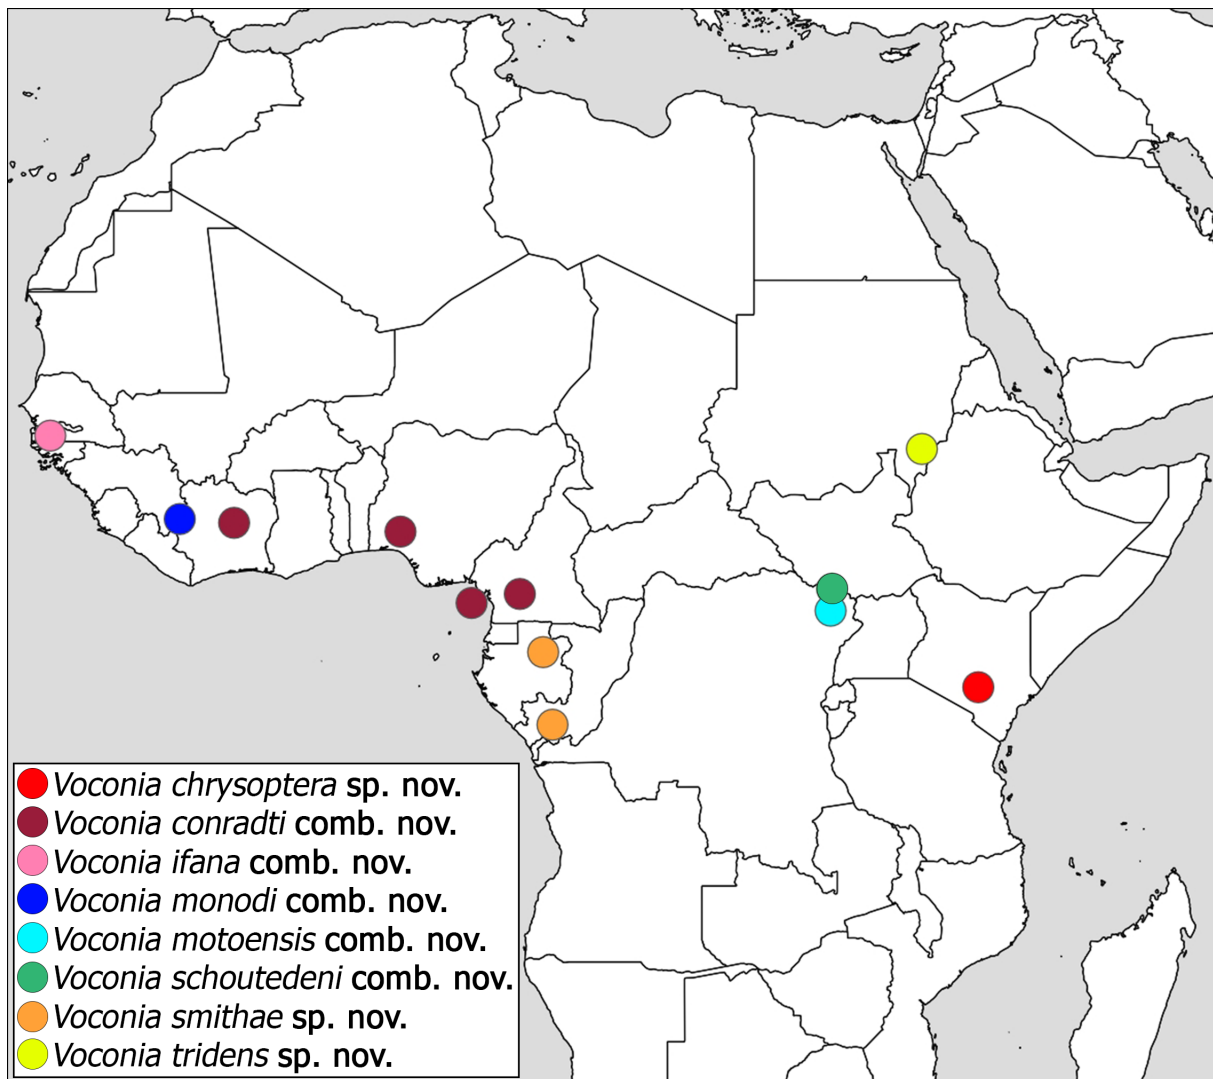 Voconia chrysoptera sp. nov.
Voconia conradti comb. nov.
Voconia ifana comb. nov.
Voconia monodi comb. nov.
Voconia motoensis comb. nov.
Voconia schoutedeni comb. nov.
Voconia smithae sp. nov.
Voconia tridens sp. nov.